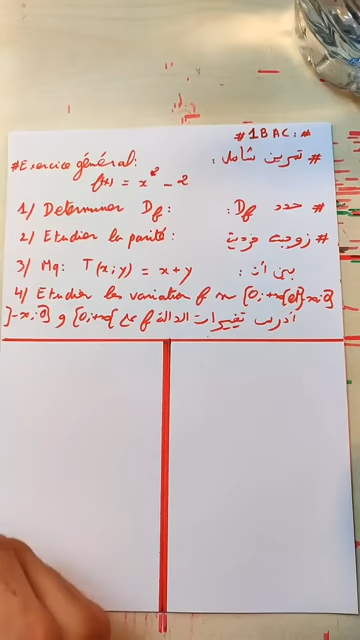 #1BAC:#
#Exercice général: # تمرين شامل:
f(x) = x² - 2
1/ Determiner Df: # حدد Df:
2/ Etudier la parité: # زوجية فردية
3/ Mq: T(x;y) = x+y بين أن:
4/ Etudier les variation f sur [0;+∞[ et ]-∞;0]
أدرس تغيرات الدالة f على [0;+∞[ و ]-∞;0]